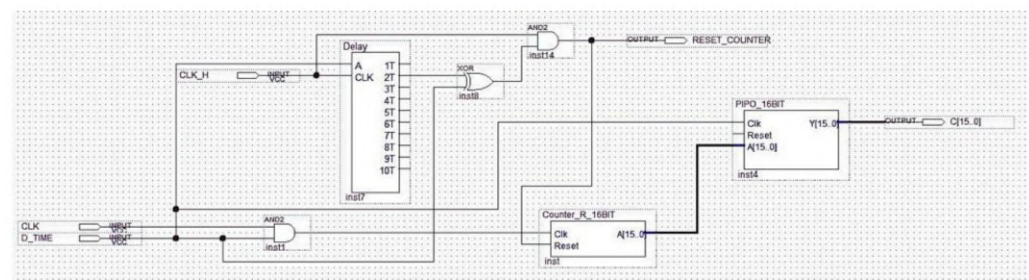 AND2
OUTPUT RESET_COUNTER
inst14
Delay
A 1T
CLK_H INPUT CLK 2T XOR
VCC
3T
inst8
4T
5T
6T
7T
8T
9T
10T
inst7
PIPO_16BIT
Clk Y[15..0] OUTPUT C[15..0]
Reset
A[15..0]
inst4
CLK INPUT AND2
VCC
D_TIME INPUT
VCC
inst1
Counter_R_16BIT
Clk A[15..0]
Reset
inst